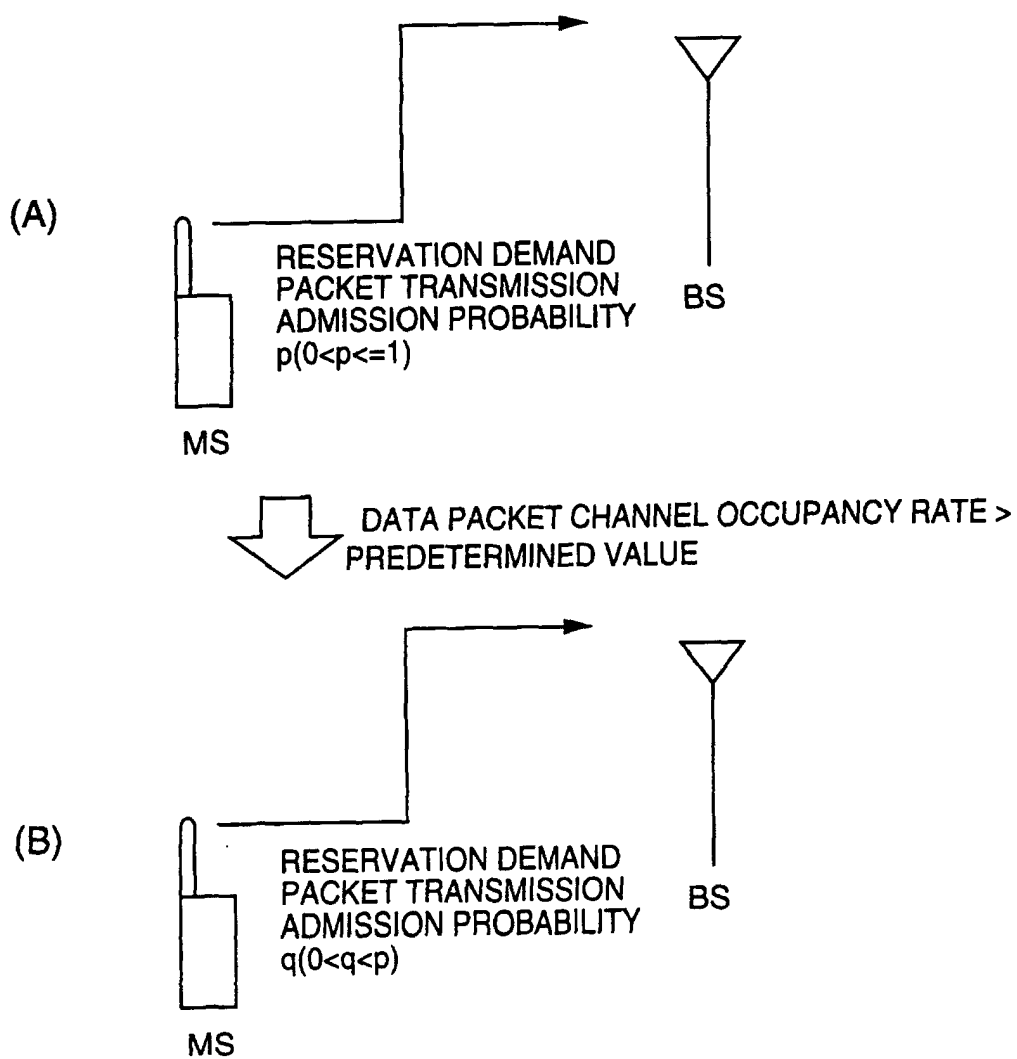 (A)
RESERVATION DEMAND
PACKET TRANSMISSION
ADMISSION PROBABILITY
p(0<p<=1)
BS
MS
DATA PACKET CHANNEL OCCUPANCY RATE >
PREDETERMINED VALUE
(B)
RESERVATION DEMAND
PACKET TRANSMISSION
ADMISSION PROBABILITY
q(0<q<p)
BS
MS